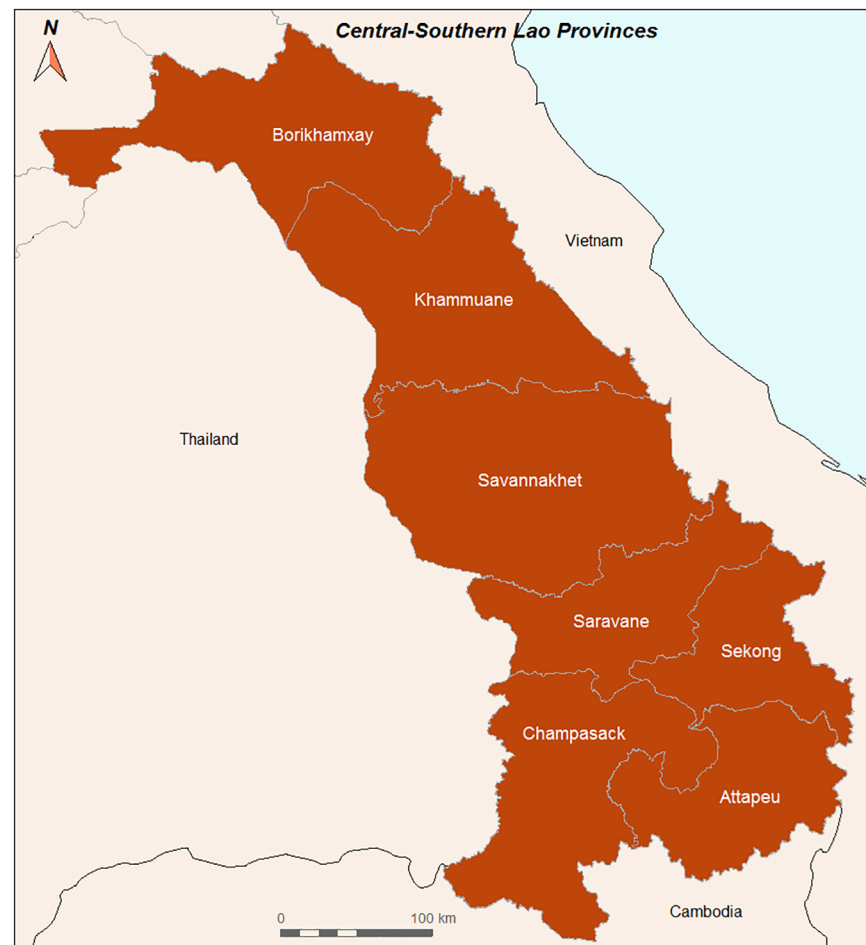 Central-Southern Lao Provinces
N
Borikhamxay
Vietnam
Khammuane
Thailand
Savannakhet
Saravane
Sekong
Champasack
Attapeu
Cambodia
0 100 km